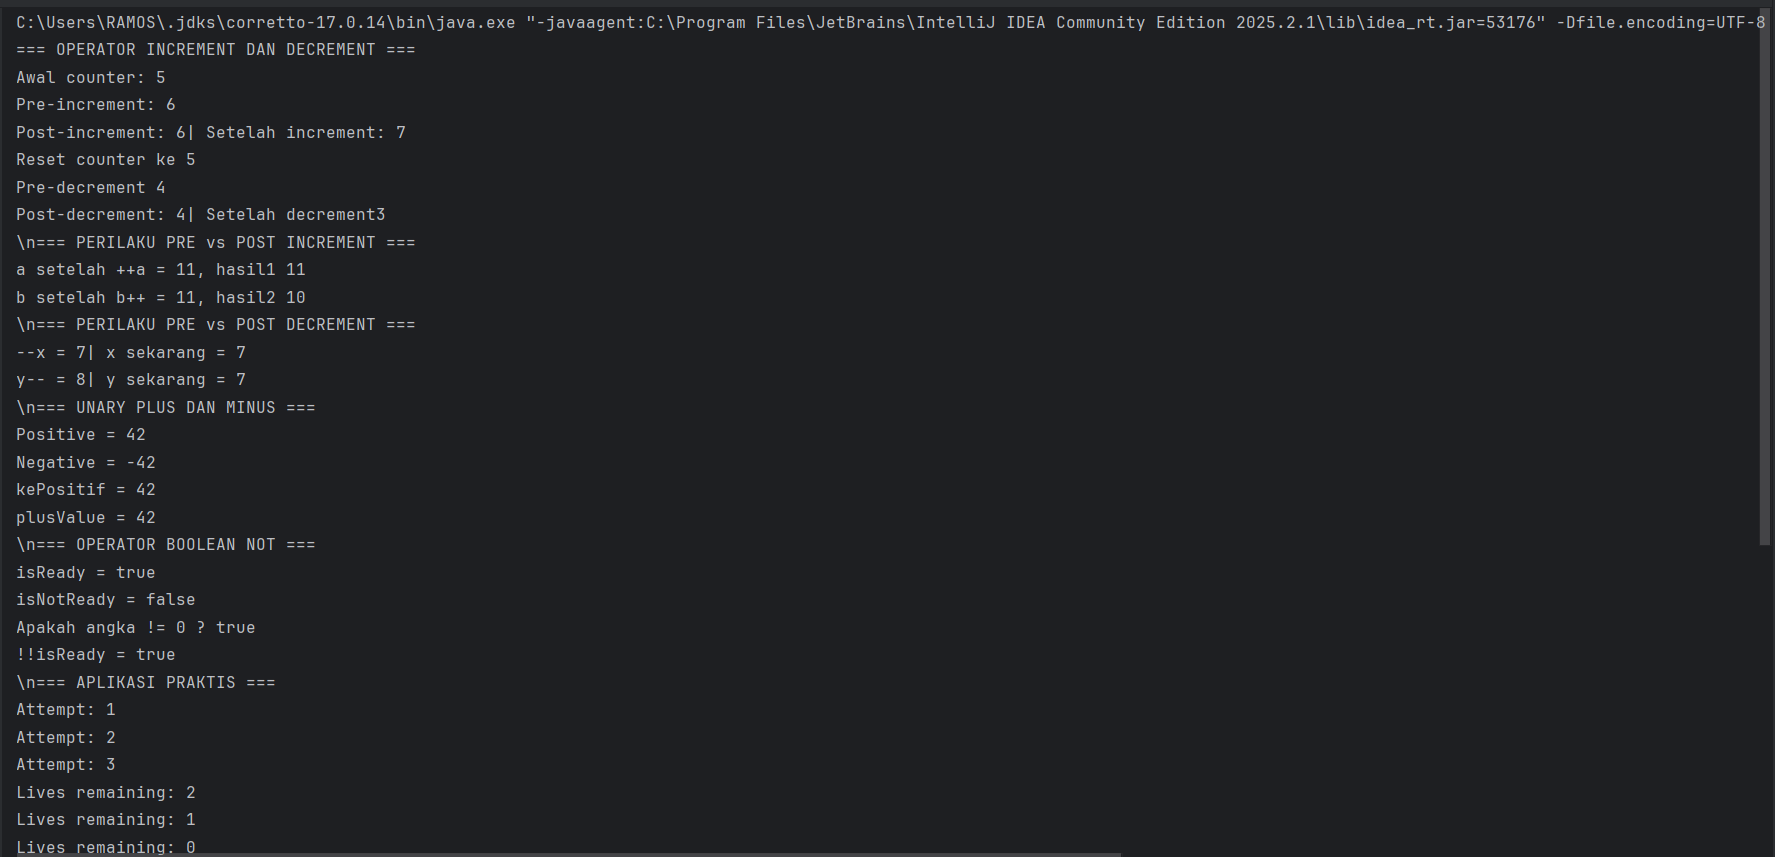 C:\Users\RAMOS\.jdks\corretto-17.0.14\bin\java.exe "-javaagent:C:\Program Files\JetBrains\IntelliJ IDEA Community Edition 2025.2.1\lib\idea_rt.jar=53176" -Dfile.encoding=UTF-8
=== OPERATOR INCREMENT DAN DECREMENT ===
Awal counter: 5
Pre-increment: 6
Post-increment: 6| Setelah increment: 7
Reset counter ke 5
Pre-decrement 4
Post-decrement: 4| Setelah decrement3
\n=== PERILAKU PRE vs POST INCREMENT ===
a setelah ++a = 11, hasil1 11
b setelah b++ = 11, hasil2 10
\n=== PERILAKU PRE vs POST DECREMENT ===
--x = 7| x sekarang = 7
y-- = 8| y sekarang = 7
\n=== UNARY PLUS DAN MINUS ===
Positive = 42
Negative = -42
kePositif = 42
plusValue = 42
\n=== OPERATOR BOOLEAN NOT ===
isReady = true
isNotReady = false
Apakah angka != 0 ? true
!!isReady = true
\n=== APLIKASI PRAKTIS ===
Attempt: 1
Attempt: 2
Attempt: 3
Lives remaining: 2
Lives remaining: 1
Lives remaining: 0